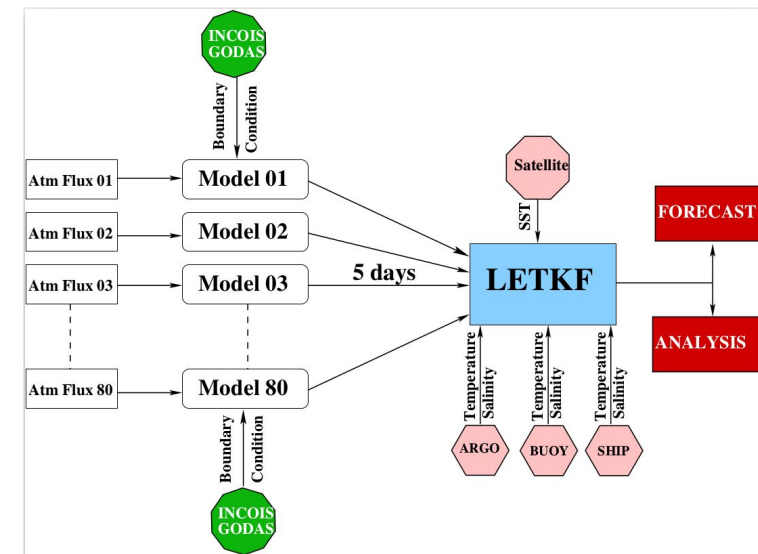 INCOIS
GODAS
Boundary
Condition
Atm Flux 01
Model 01
Satellite
SST
Atm Flux 02
Model 02
FORECAST
Atm Flux 03
Model 03
5 days
LETKF
ANALYSIS
Temperature
Salinity
Temperature
Salinity
Temperature
Salinity
Atm Flux 80
Model 80
ARGO
BUOY
SHIP
Boundary
Condition
INCOIS
GODAS